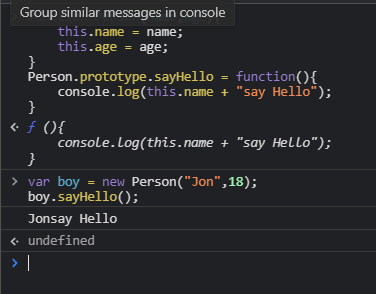 Group similar messages in console
this.name = name;
this.age = age;
}
Person.prototype.sayHello = function(){
console.log(this.name + "say Hello");
}
ƒ (){
console.log(this.name + "say Hello");
}
var boy = new Person("Jon",18);
boy.sayHello();
Jonsay Hello
undefined